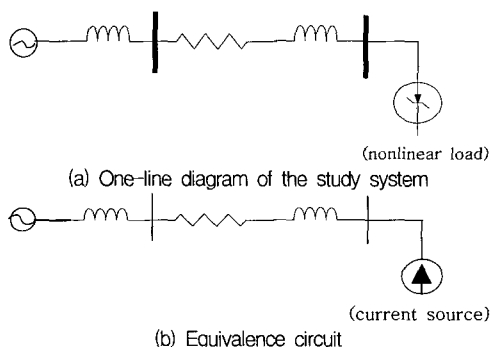 (nonlinear load)
(a) One-line diagram of the study system
(current source)
(b) Equivalence circuit